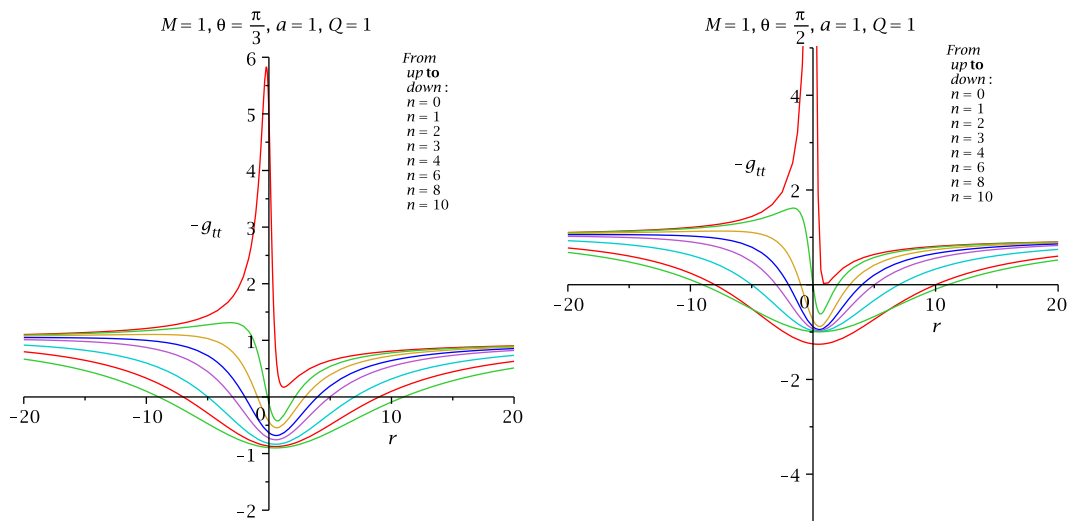 M = 1, θ = π/3, a = 1, Q = 1
From
up to
down :
n = 0
n = 1
n = 2
n = 3
n = 4
n = 6
n = 8
n = 10
6
5
4
3
2
1
0
−1
−2
−g_tt
−20
−10
10
20
r
M = 1, θ = π/2, a = 1, Q = 1
From
up to
down :
n = 0
n = 1
n = 2
n = 3
n = 4
n = 6
n = 8
n = 10
4
2
0
−2
−4
−g_tt
−20
−10
10
20
r